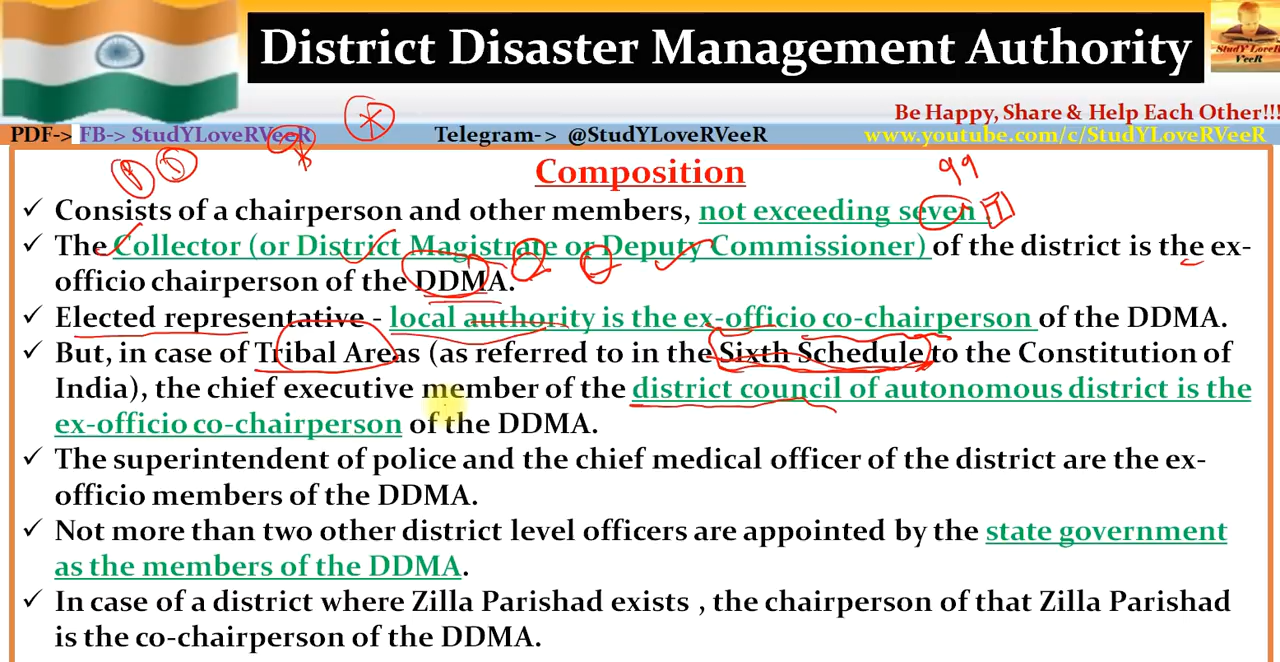 District Disaster Management Authority
StudY LoveR
VeeR
Be Happy, Share & Help Each Other!!!
PDF-> FB-> StudYLoveRVeeR Telegram-> @StudYLoveRVeeR www.youtube.com/c/StudYLoveRVeeR
Composition
✓ Consists of a chairperson and other members, not exceeding seven.
✓ The Collector (or District Magistrate or Deputy Commissioner) of the district is the ex-
officio chairperson of the DDMA.
✓ Elected representative - local authority is the ex-officio co-chairperson of the DDMA.
✓ But, in case of Tribal Areas (as referred to in the Sixth Schedule to the Constitution of
India), the chief executive member of the district council of autonomous district is the
ex-officio co-chairperson of the DDMA.
✓ The superintendent of police and the chief medical officer of the district are the ex-
officio members of the DDMA.
✓ Not more than two other district level officers are appointed by the state government
as the members of the DDMA.
✓ In case of a district where Zilla Parishad exists , the chairperson of that Zilla Parishad
is the co-chairperson of the DDMA.